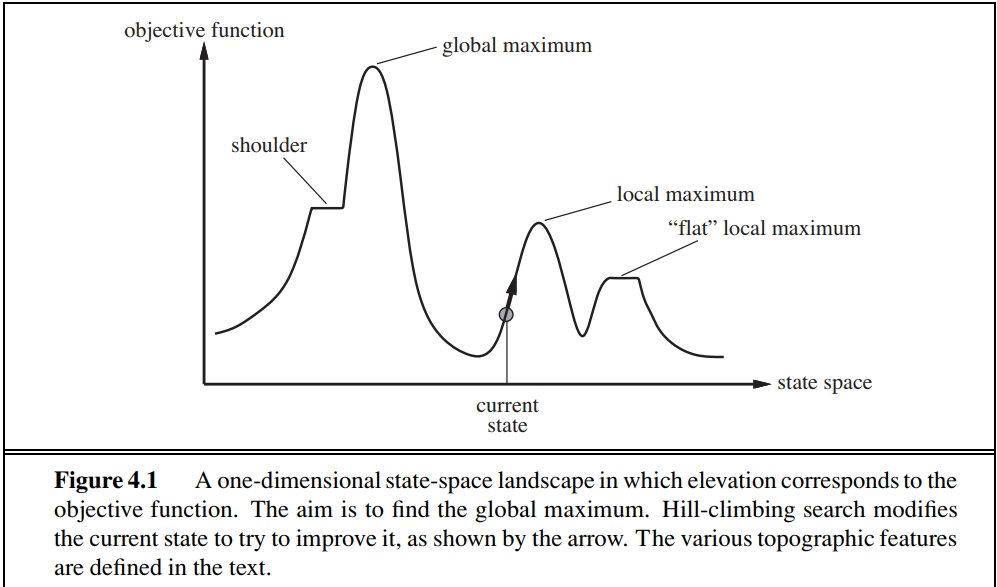 objective function
global maximum
shoulder
local maximum
“flat” local maximum
state space
current
state
Figure 4.1 A one-dimensional state-space landscape in which elevation corresponds to the
objective function. The aim is to find the global maximum. Hill-climbing search modifies
the current state to try to improve it, as shown by the arrow. The various topographic features
are defined in the text.